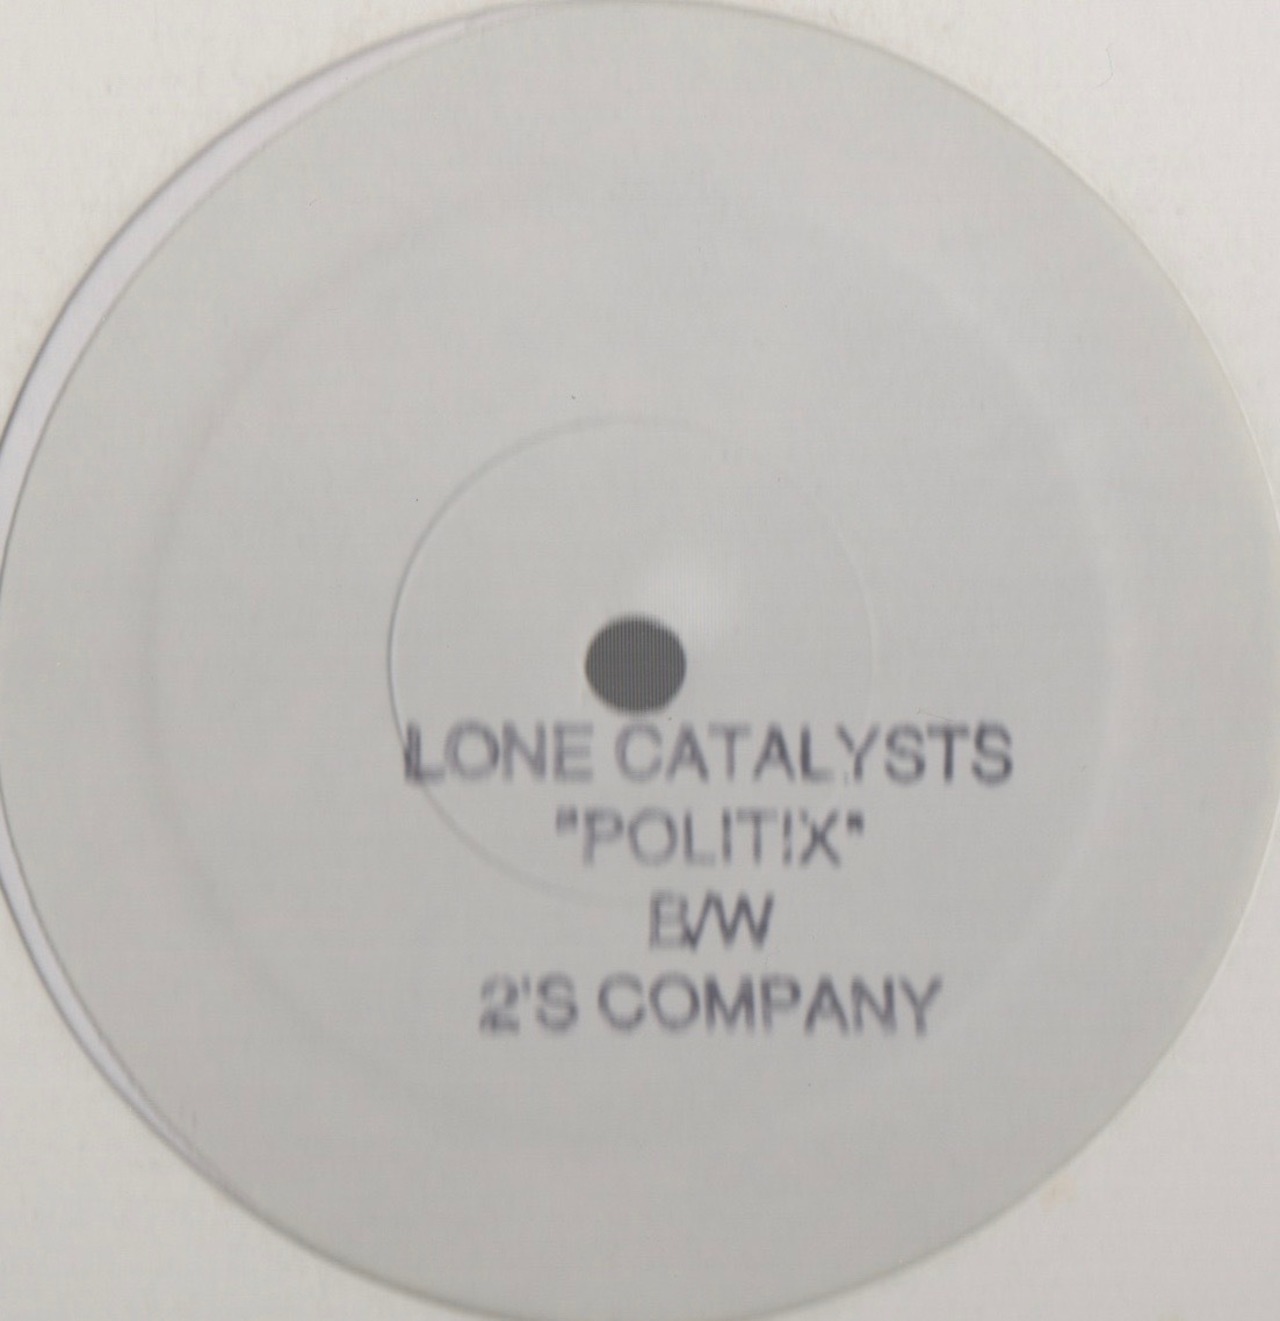 LONE CATALYSTS
"POLITIX"
B/W
2'S COMPANY